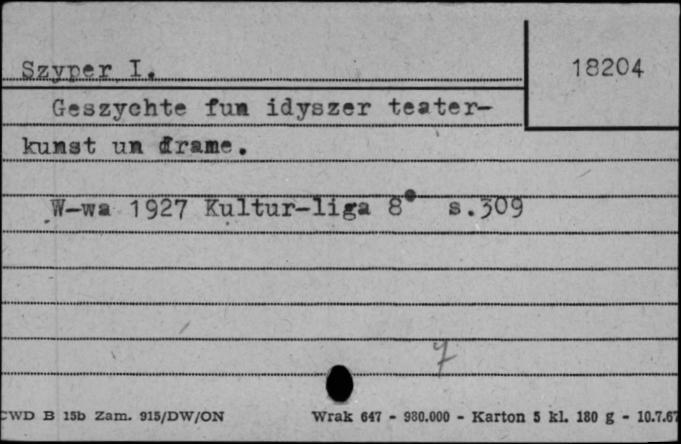 Szyper I.
18204
Geszychte fun idyszer teater-
kunst un drame.
W-wa 1927 Kultur-liga 8° s.309
7
CWD B 15b Zam. 915/DW/ON Wrak 647 - 980.000 - Karton 5 kl. 180 g - 10.7.67